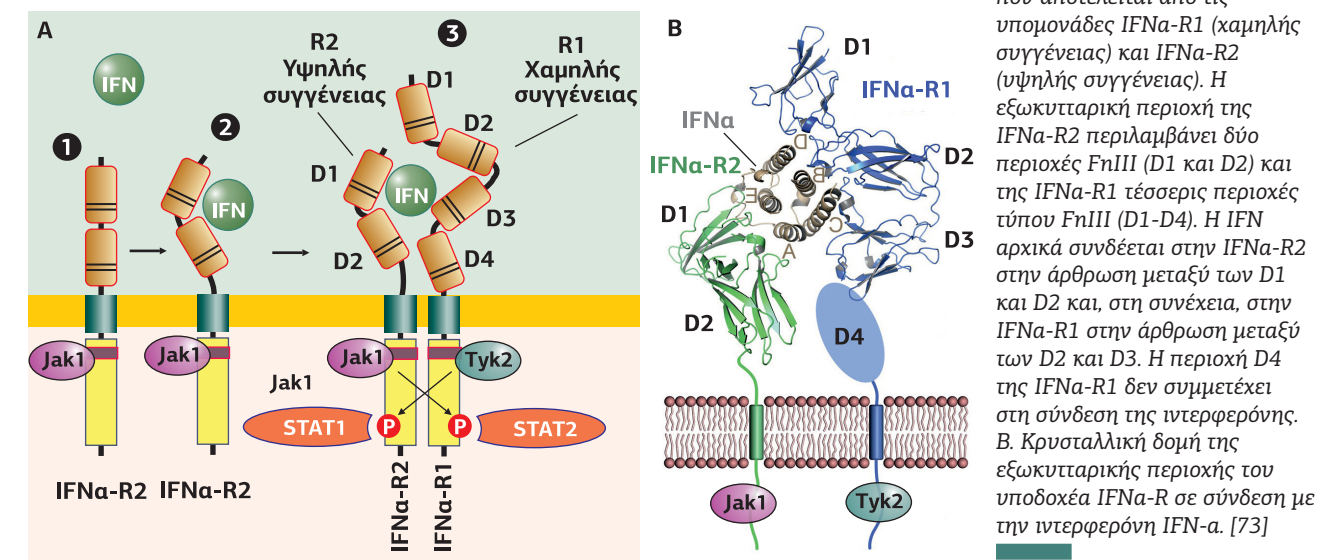 A
IFN
1
2
3
R2
Υψηλής
συγγένειας
R1
Χαμηλής
συγγένειας
D1
D2
D3
D4
D1
D2
IFN
IFN
Jak1
Jak1
Jak1
Tyk2
Jak1
STAT1
P
P
STAT2
IFNα-R2
IFNα-R2
IFNα-R2
IFNα-R1
B
D1
IFNα-R1
IFNα
IFNα-R2
D2
D1
D3
D2
D4
D
B
E
C
A
Jak1
Tyk2
που αποτελείται από τις
υπομονάδες IFNα-R1 (χαμηλής
συγγένειας) και IFNα-R2
(υψηλής συγγένειας). Η
εξωκυτταρική περιοχή της
IFNα-R2 περιλαμβάνει δύο
περιοχές FnIII (D1 και D2) και
της IFNα-R1 τέσσερις περιοχές
τύπου FnIII (D1-D4). Η IFN
αρχικά συνδέεται στην IFNα-R2
στην άρθρωση μεταξύ των D1
και D2 και, στη συνέχεια, στην
IFNα-R1 στην άρθρωση μεταξύ
των D2 και D3. Η περιοχή D4
της IFNα-R1 δεν συμμετέχει
στη σύνδεση της ιντερφερόνης.
Β. Κρυσταλλική δομή της
εξωκυτταρικής περιοχής του
υποδοχέα IFNα-R σε σύνδεση με
την ιντερφερόνη IFN-α. [73]